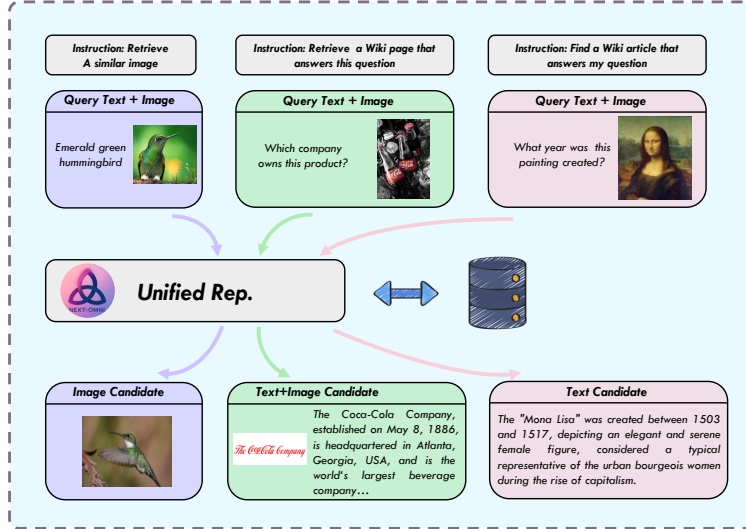 Instruction: Retrieve
A similar image
Instruction: Retrieve a Wiki page that
answers this question
Instruction: Find a Wiki article that
answers my question
Query Text + Image
Emerald green
hummingbird
Query Text + Image
Which company
owns this product?
Query Text + Image
What year was this
painting created?
NEXT-OMNI
Unified Rep.
Image Candidate
Text+Image Candidate
The Coca-Cola Company
The Coca-Cola Company,
established on May 8, 1886,
is headquartered in Atlanta,
Georgia, USA, and is the
world's largest beverage
company...
Text Candidate
The "Mona Lisa" was created between 1503
and 1517, depicting an elegant and serene
female figure, considered a typical
representative of the urban bourgeois women
during the rise of capitalism.